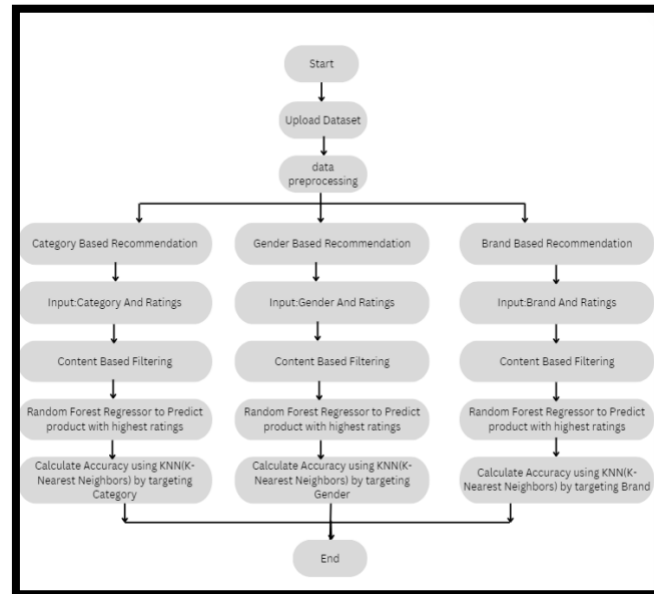 Start
Upload Dataset
data
preprocessing
Category Based Recommendation
Gender Based Recommendation
Brand Based Recommendation
Input:Category And Ratings
Input:Gender And Ratings
Input:Brand And Ratings
Content Based Filtering
Content Based Filtering
Content Based Filtering
Random Forest Regressor to Predict
product with highest ratings
Random Forest Regressor to Predict
product with highest ratings
Random Forest Regressor to Predict
product with highest ratings
Calculate Accuracy using KNN(K-
Nearest Neighbors) by targeting
Category
Calculate Accuracy using KNN(K-
Nearest Neighbors) by targeting
Gender
Calculate Accuracy using KNN(K-
Nearest Neighbors) by targeting Brand
End